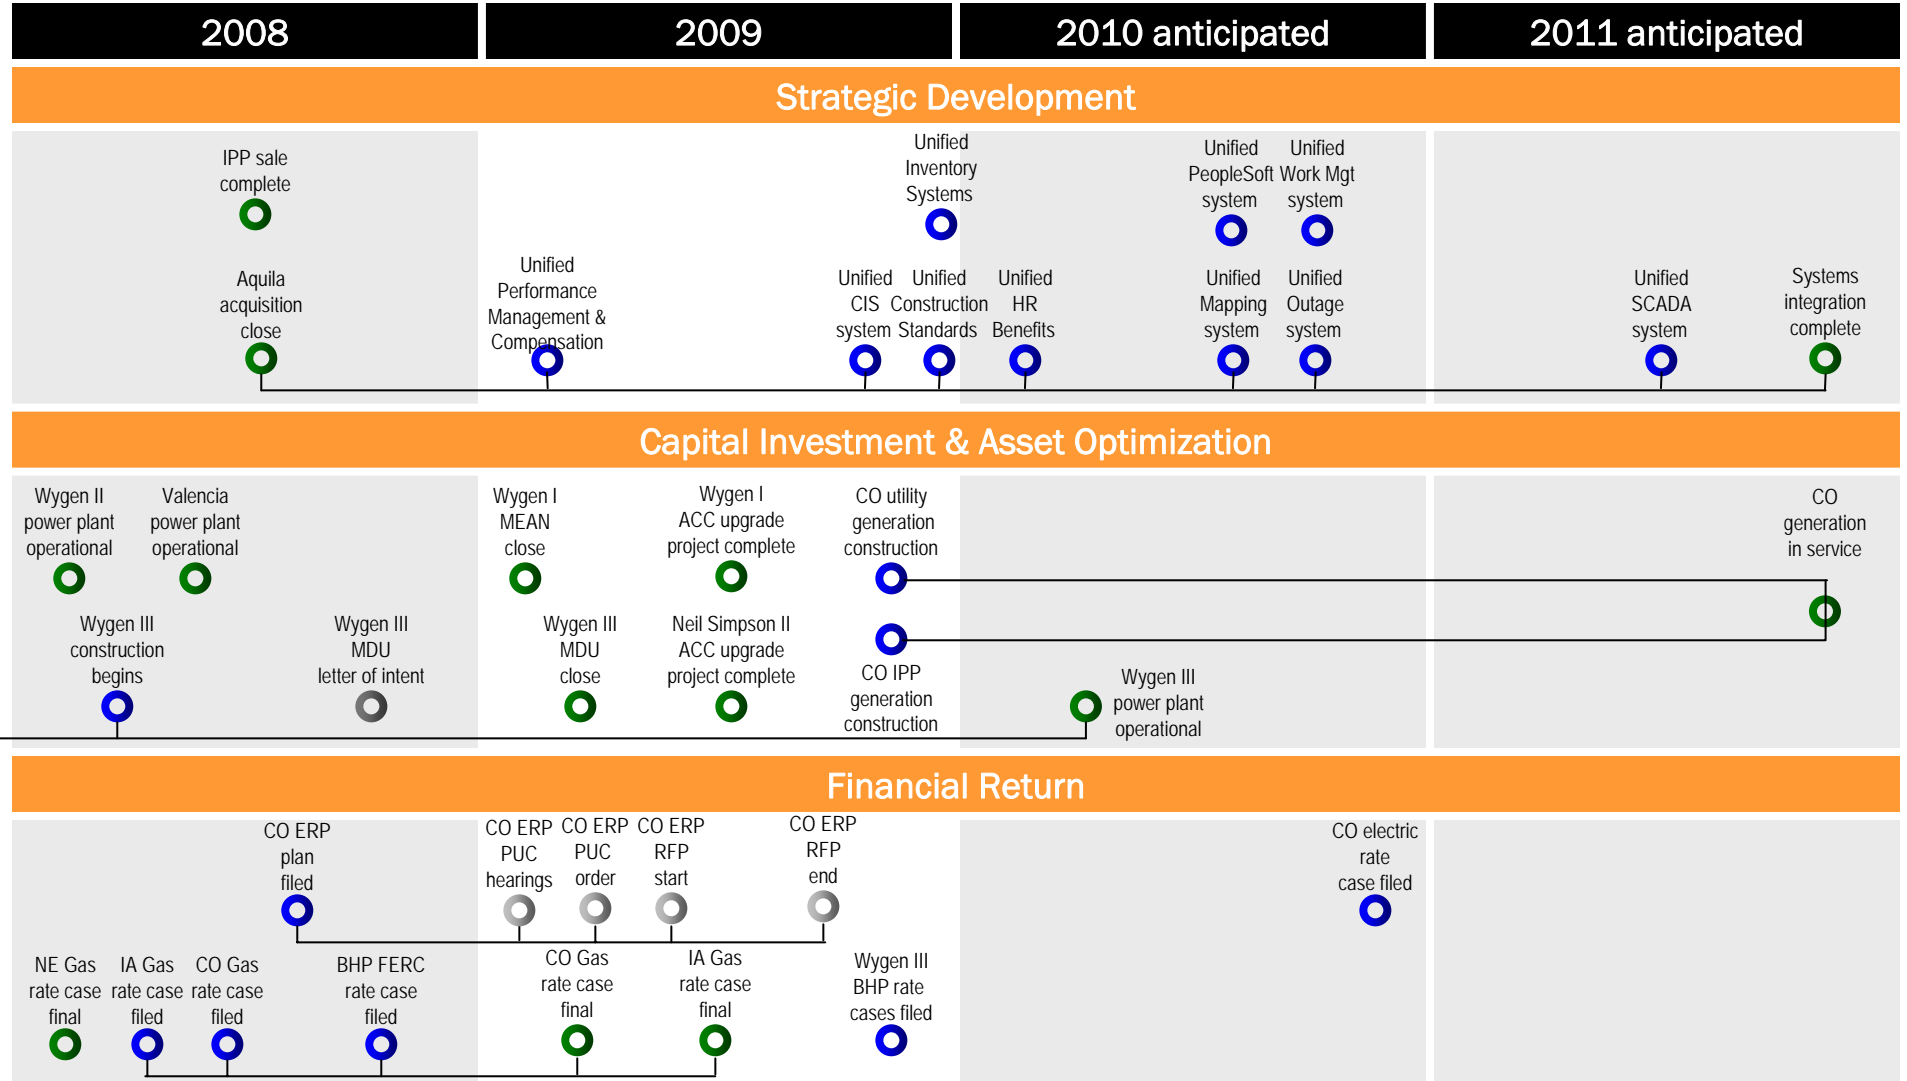 2008
2009
2010 anticipated
2011 anticipated
Strategic Development
IPP sale
complete
Aquila
acquisition
close
Unified
Performance
Management &
Compensation
Unified
Inventory
Systems
Unified
CIS
system
Unified
Construction
Standards
Unified
HR
Benefits
Unified
PeopleSoft
system
Unified
Work Mgt
system
Unified
Mapping
system
Unified
Outage
system
Unified
SCADA
system
Systems
integration
complete
Capital Investment & Asset Optimization
Wygen II
power plant
operational
Valencia
power plant
operational
Wygen III
construction
begins
Wygen III
MDU
letter of intent
Wygen I
MEAN
close
Wygen I
ACC upgrade
project complete
CO utility
generation
construction
Wygen III
MDU
close
Neil Simpson II
ACC upgrade
project complete
CO IPP
generation
construction
Wygen III
power plant
operational
CO
generation
in service
Financial Return
CO ERP
plan
filed
CO ERP
PUC
hearings
CO ERP
PUC
order
CO ERP
RFP
start
CO ERP
RFP
end
CO electric
rate
case filed
NE Gas
rate case
final
IA Gas
rate case
filed
CO Gas
rate case
filed
BHP FERC
rate case
filed
CO Gas
rate case
final
IA Gas
rate case
final
Wygen III
BHP rate
cases filed